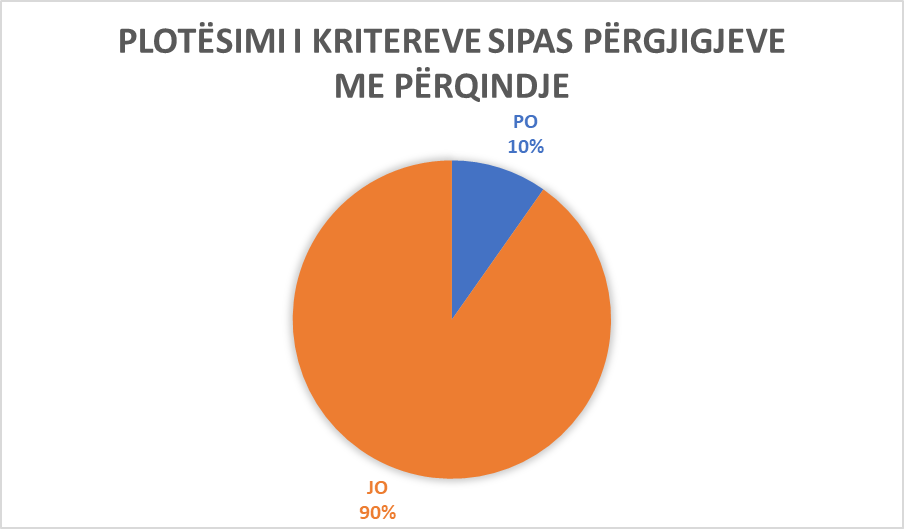 PLOTËSIMI I KRITEREVE SIPAS PËRGJIGJEVE
ME PËRQINDJE
PO
10%
JO
90%